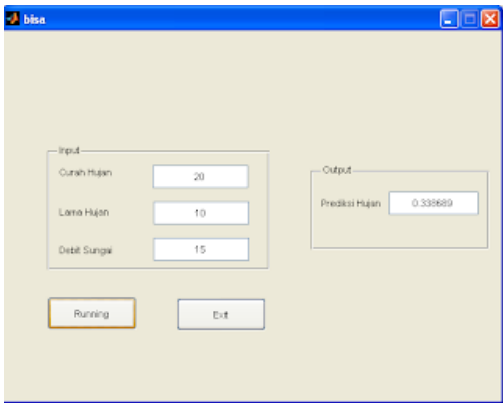 bisa
Input
Curah Hujan
20
Lama Hujan
10
Debit Sungai
15
Output
Prediksi Hujan
0.338689
Running
Exit